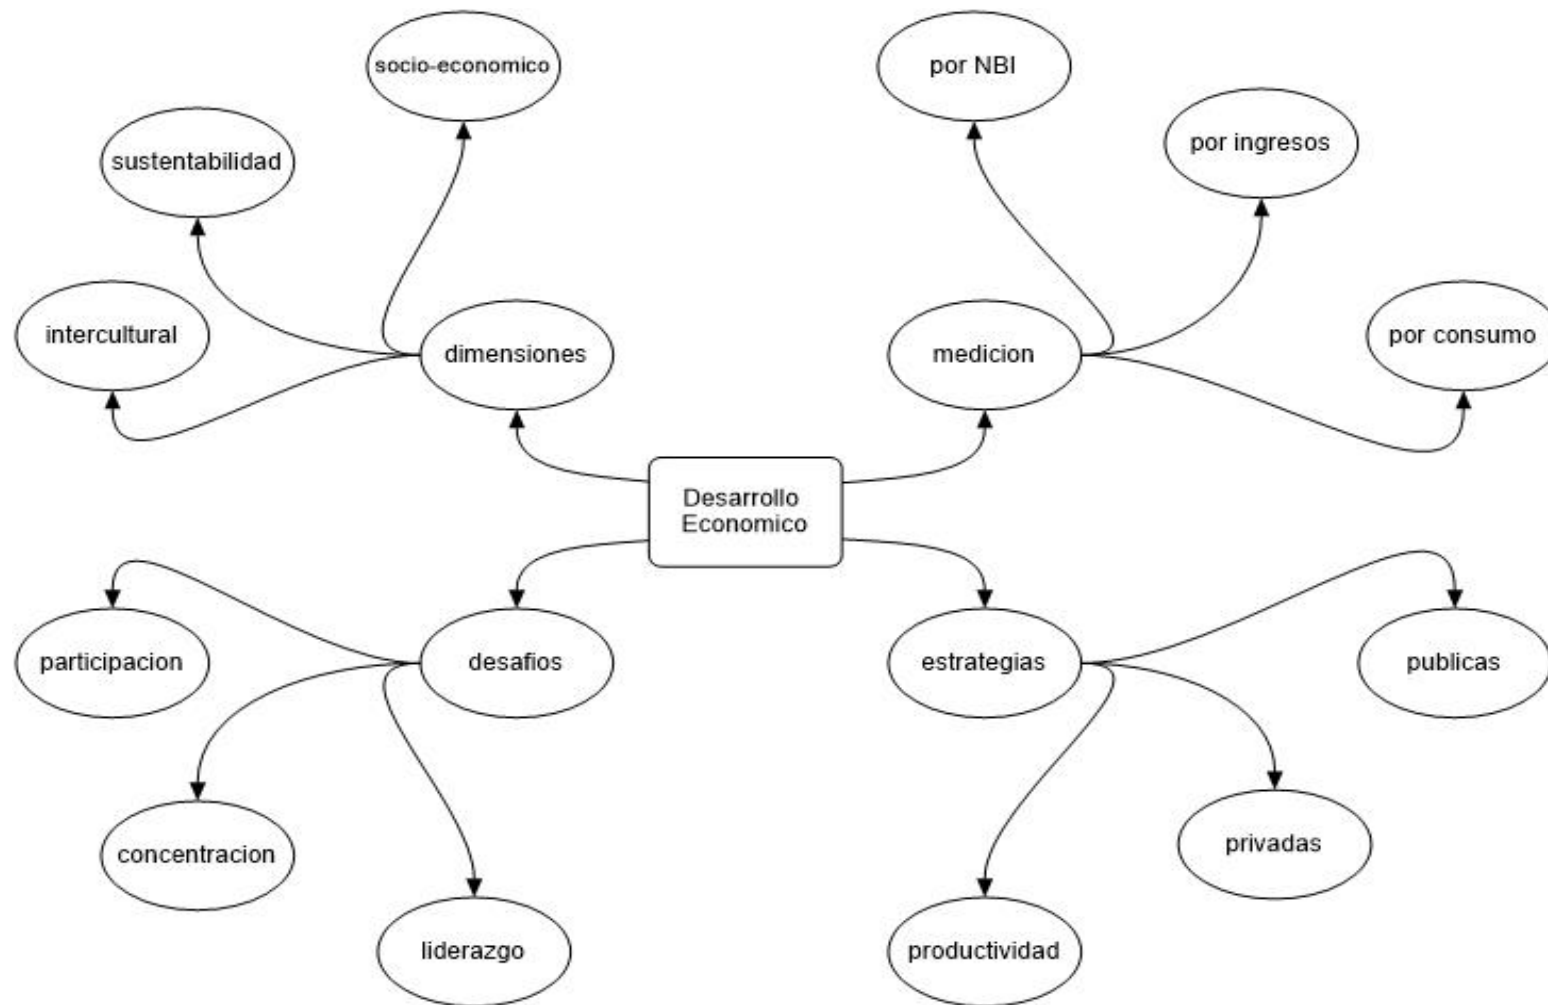 socio-economico
por NBI
sustentabilidad
por ingresos
intercultural
dimensiones
medicion
por consumo
Desarrollo
Economico
participacion
desafios
estrategias
publicas
concentracion
privadas
liderazgo
productividad